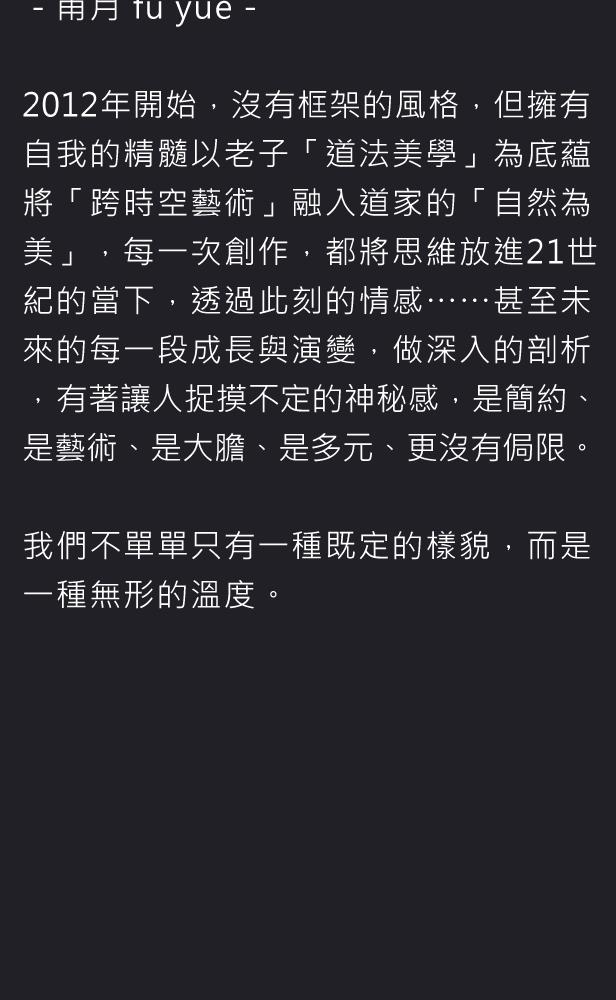 - 甫月 fu yue -
2012年開始，沒有框架的風格，但擁有
自我的精髓以老子「道法美學」為底蘊
將「跨時空藝術」融入道家的「自然為
美」，每一次創作，都將思維放進21世
紀的當下，透過此刻的情感……甚至未
來的每一段成長與演變，做深入的剖析
，有著讓人捉摸不定的神秘感，是簡約、
是藝術、是大膽、是多元、更沒有侷限。
我們不單單只有一種既定的樣貌，而是
一種無形的溫度。